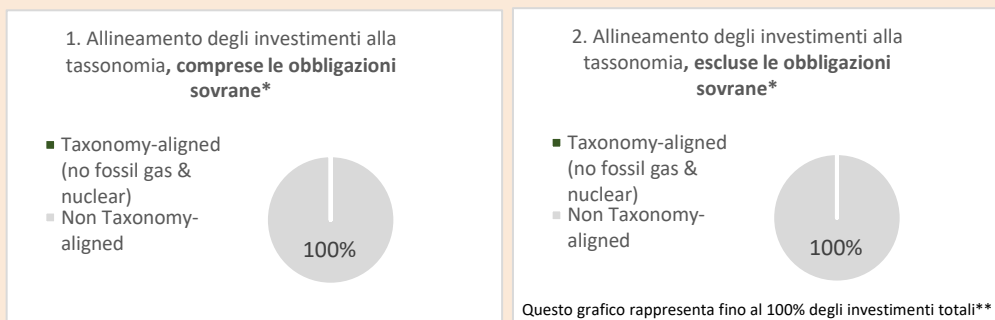 1. Allineamento degli investimenti alla
tassonomia, comprese le obbligazioni
sovrane*
Taxonomy-aligned
(no fossil gas &
nuclear)
Non Taxonomy-
aligned
100%
2. Allineamento degli investimenti alla
tassonomia, escluse le obbligazioni
sovrane*
Taxonomy-aligned
(no fossil gas &
nuclear)
Non Taxonomy-
aligned
100%
Questo grafico rappresenta fino al 100% degli investimenti totali**